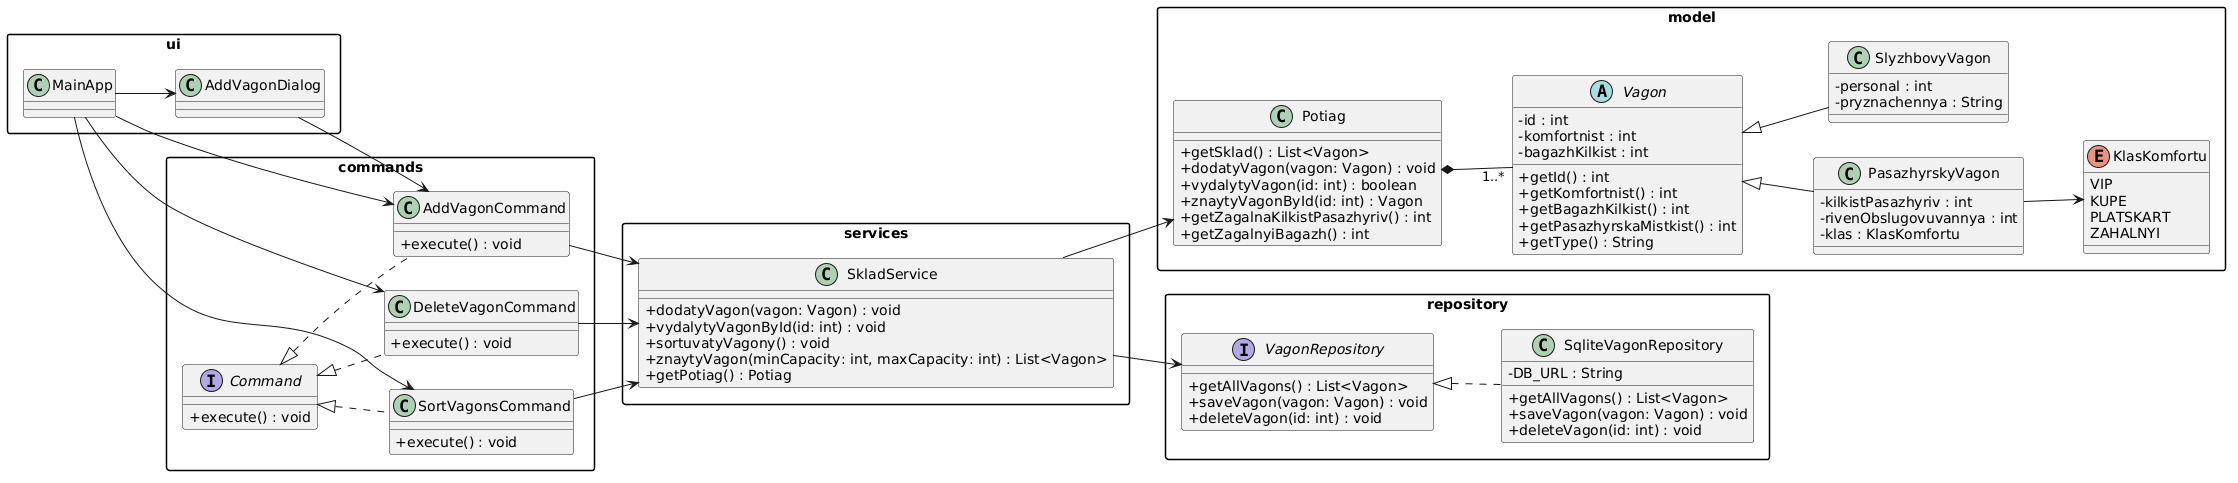 ui
C MainApp
C AddVagonDialog
commands
C AddVagonCommand
+execute() : void
C DeleteVagonCommand
+execute() : void
I Command
+execute() : void
C SortVagonsCommand
+execute() : void
services
C SkladService
+dodatyVagon(vagon: Vagon) : void
+vydalytyVagonById(id: int) : void
+sortuvatyVagony() : void
+znaytyVagon(minCapacity: int, maxCapacity: int) : List<Vagon>
+getPotiag() : Potiag
model
C Potiag
+getSklad() : List<Vagon>
+dodatyVagon(vagon: Vagon) : void
+vydalytyVagon(id: int) : boolean
+znaytyVagonById(id: int) : Vagon
+getZagalnaKilkistPasazhyriv() : int
+getZagalnyiBagazh() : int
1..*
A Vagon
-id : int
-komfortnist : int
-bagazhKilkist : int
+getId() : int
+getKomfortnist() : int
+getBagazhKilkist() : int
+getPasazhyrskaMistkist() : int
+getType() : String
C SlyzhbovyVagon
-personal : int
-pryznachennya : String
C PasazhyrskyVagon
-kilkistPasazhyriv : int
-rivenObslugovuvannya : int
-klas : KlasKomfortu
E KlasKomfortu
VIP
KUPE
PLATSKART
ZAHALNYI
repository
I VagonRepository
+getAllVagons() : List<Vagon>
+saveVagon(vagon: Vagon) : void
+deleteVagon(id: int) : void
C SqliteVagonRepository
-DB_URL : String
+getAllVagons() : List<Vagon>
+saveVagon(vagon: Vagon) : void
+deleteVagon(id: int) : void